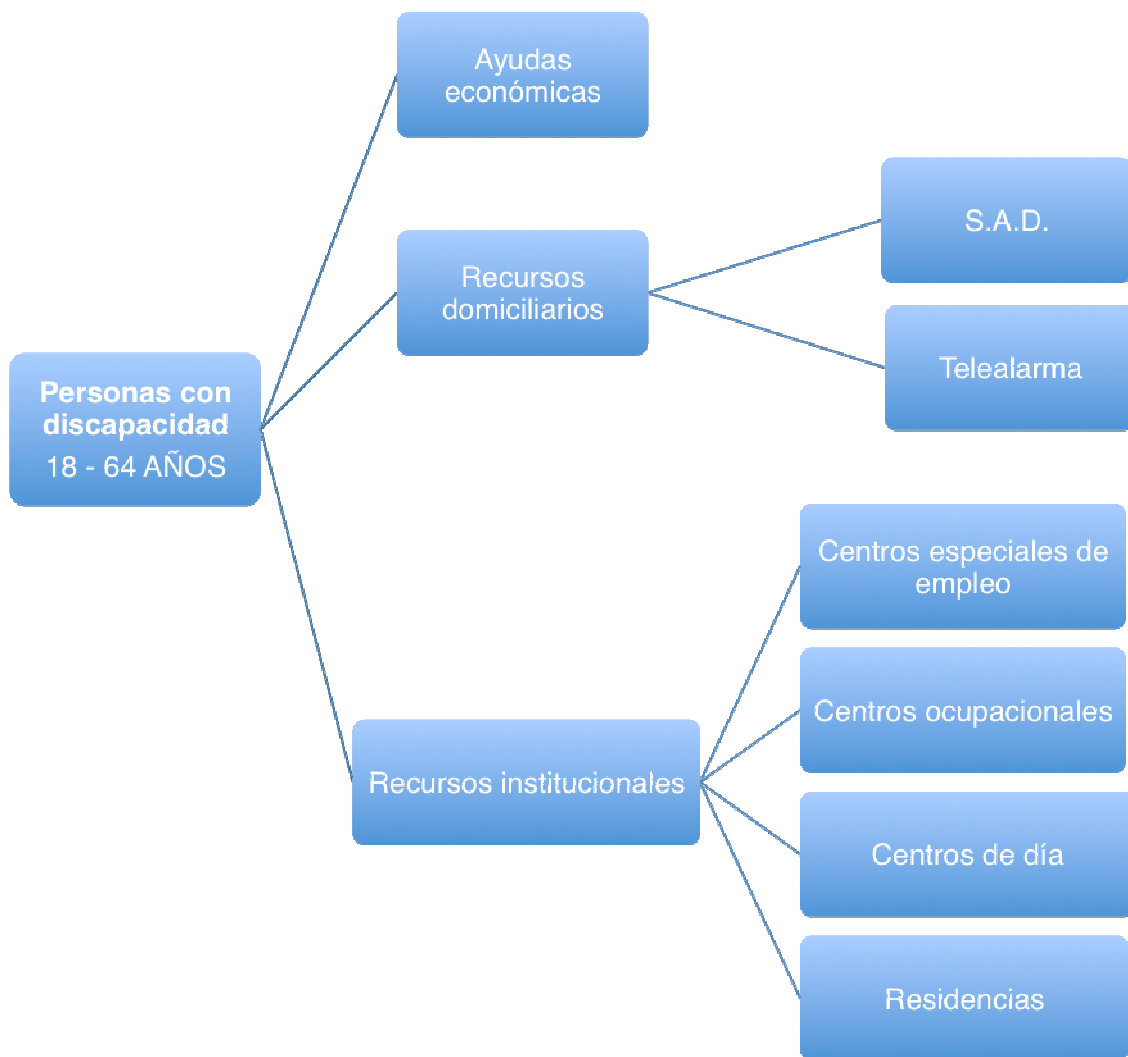 Ayudas
económicas
S.A.D.
Recursos
domiciliarios
Telealarma
Personas con
discapacidad
18 - 64 AÑOS
Centros especiales de
empleo
Centros ocupacionales
Recursos institucionales
Centros de día
Residencias